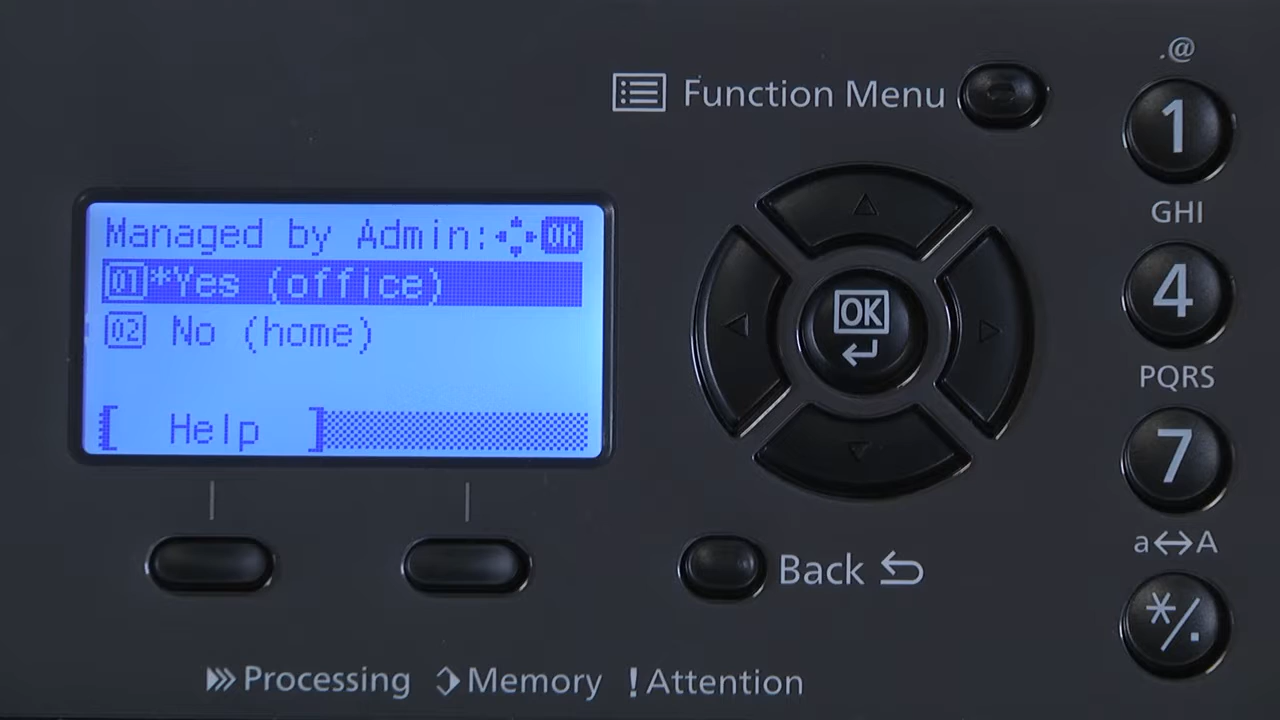 .@
Function Menu
1
Managed by Admin: OK
01 *Yes (office)
02 No (home)
[ Help ]
OK
GHI
4
PQRS
7
a↔A
*/.
Back
Processing
Memory
! Attention